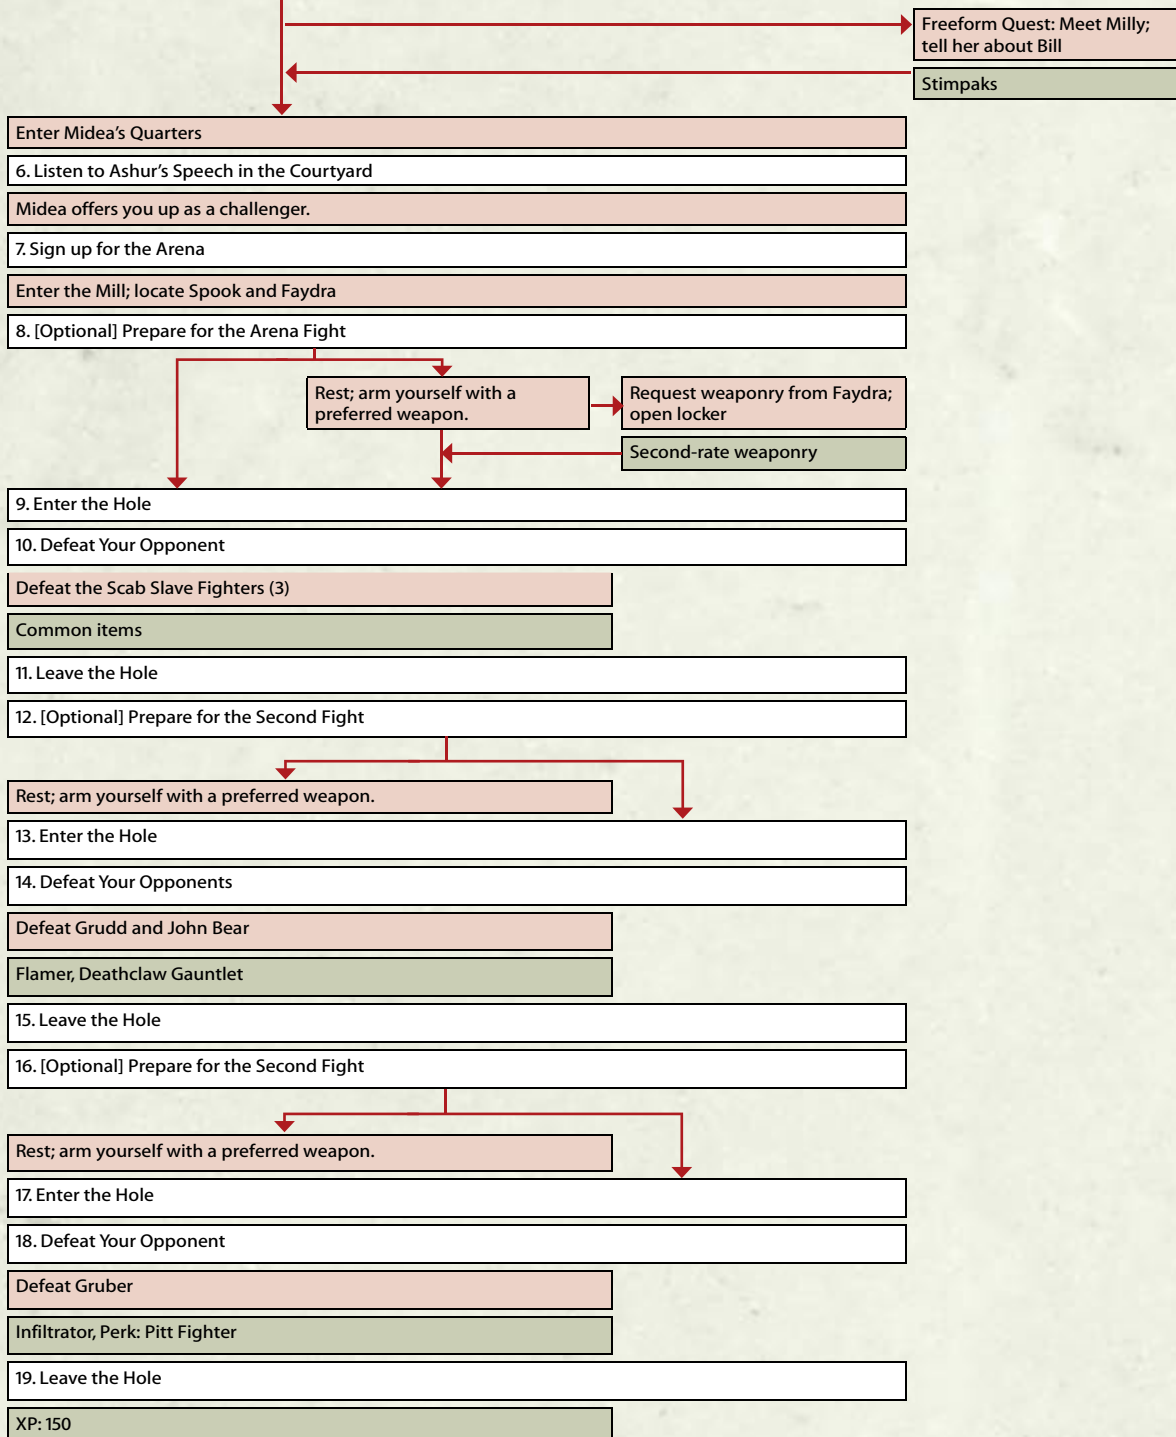 Freeform Quest: Meet Milly;
tell her about Bill
Stimpaks
Enter Midea's Quarters
6. Listen to Ashur's Speech in the Courtyard
Midea offers you up as a challenger.
7. Sign up for the Arena
Enter the Mill; locate Spook and Faydra
8. [Optional] Prepare for the Arena Fight
Rest; arm yourself with a
preferred weapon.
Request weaponry from Faydra;
open locker
Second-rate weaponry
9. Enter the Hole
10. Defeat Your Opponent
Defeat the Scab Slave Fighters (3)
Common items
11. Leave the Hole
12. [Optional] Prepare for the Second Fight
Rest; arm yourself with a preferred weapon.
13. Enter the Hole
14. Defeat Your Opponents
Defeat Grudd and John Bear
Flamer, Deathclaw Gauntlet
15. Leave the Hole
16. [Optional] Prepare for the Second Fight
Rest; arm yourself with a preferred weapon.
17. Enter the Hole
18. Defeat Your Opponent
Defeat Gruber
Infiltrator, Perk: Pitt Fighter
19. Leave the Hole
XP: 150